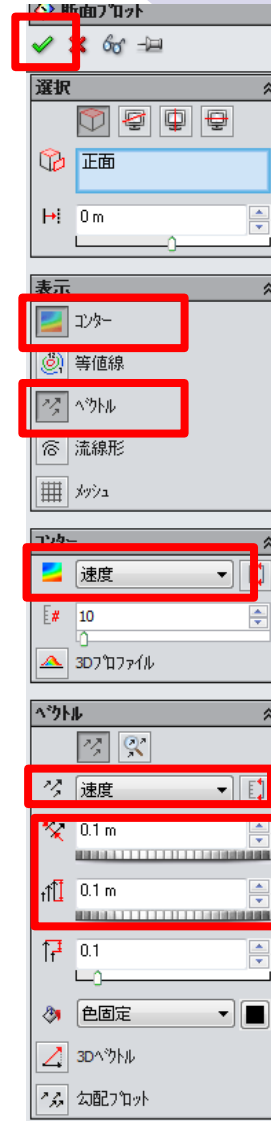 断面プロット
選択
正面
0 m
表示
コンター
等値線
ベクトル
流線形
メッシュ
コンター
速度
10
3Dプロファイル
ベクトル
速度
0.1 m
0.1 m
0.1
色固定
3Dベクトル
勾配プロット